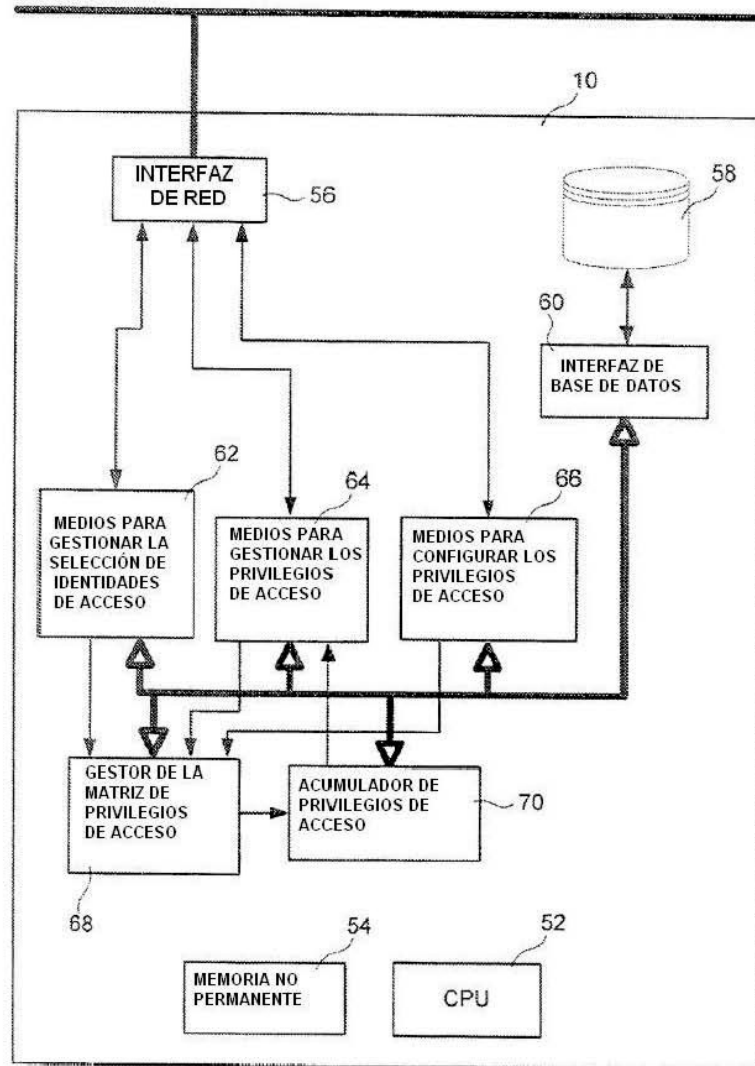 10
INTERFAZ
DE RED
56
58
60
INTERFAZ DE
BASE DE DATOS
62
MEDIOS PARA
GESTIONAR LA
SELECCIÓN DE
IDENTIDADES
DE ACCESO
64
MEDIOS PARA
GESTIONAR LOS
PRIVILEGIOS
DE ACCESO
66
MEDIOS PARA
CONFIGURAR LOS
PRIVILEGIOS
DE ACCESO
GESTOR DE LA
MATRIZ DE
PRIVILEGIOS
DE ACCESO
68
ACUMULADOR DE
PRIVILEGIOS DE
ACCESO
70
54
MEMORIA NO
PERMANENTE
52
CPU